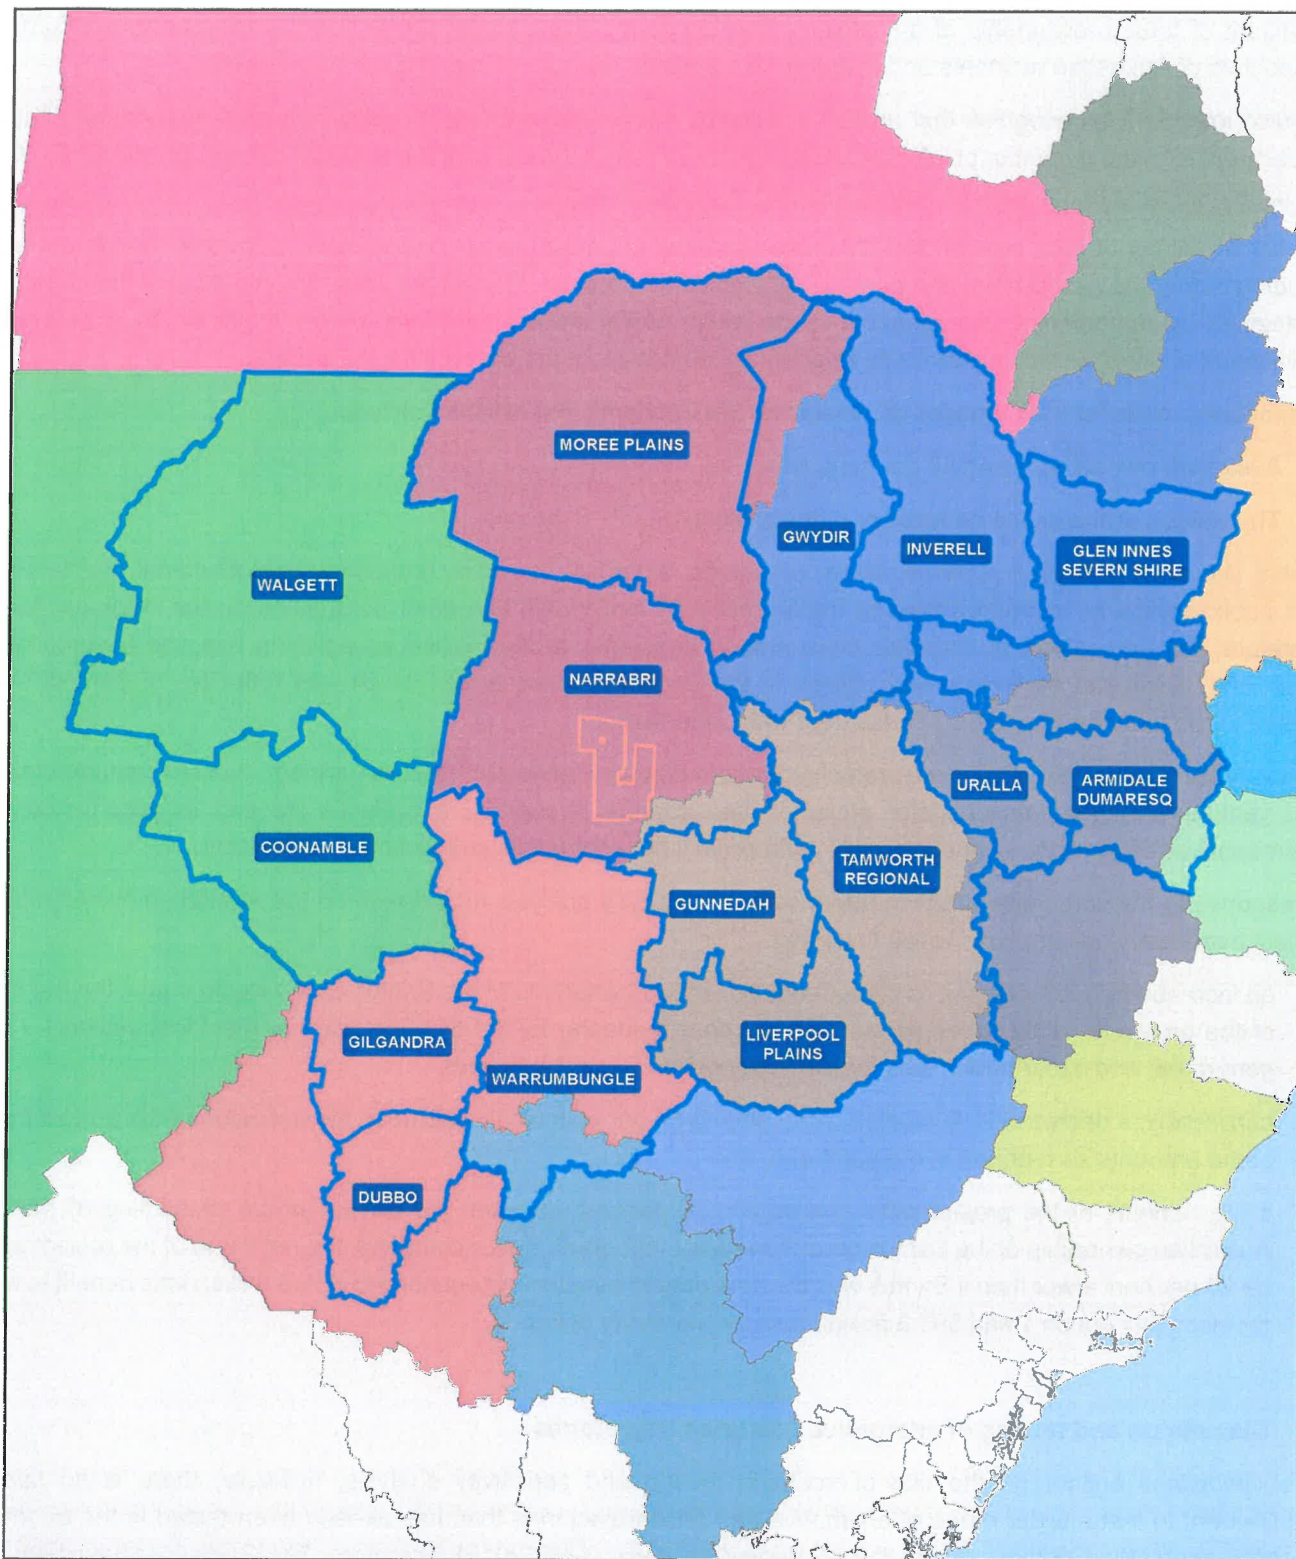 MOREE PLAINS
GWYDIR
INVERELL
GLEN INNES
SEVERN SHIRE
WALGETT
NARRABRI
URALLA
ARMIDALE
DUMARESQ
COONAMBLE
TAMWORTH
REGIONAL
GUNNEDAH
GILGANDRA
LIVERPOOL
PLAINS
WARRUMBUNGLE
DUBBO